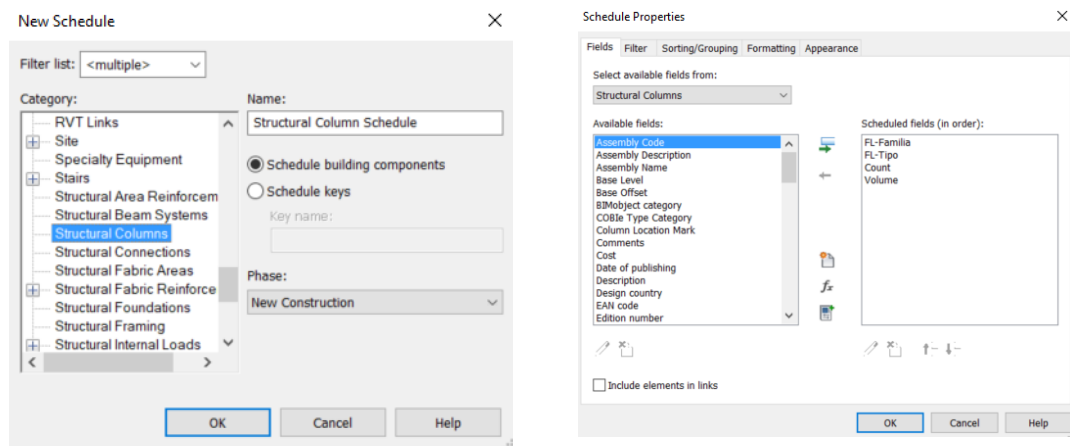 New Schedule
Filter list: <multiple>
Category:
RVT Links
Site
Specialty Equipment
Stairs
Structural Area Reinforcem
Structural Beam Systems
Structural Columns
Structural Connections
Structural Fabric Areas
Structural Fabric Reinforce
Structural Foundations
Structural Framing
Structural Internal Loads
Name:
Structural Column Schedule
Schedule building components
Schedule keys
Key name:
Phase:
New Construction
OK Cancel Help
Schedule Properties
Fields Filter Sorting/Grouping Formatting Appearance
Select available fields from:
Structural Columns
Available fields:
Assembly Code
Assembly Description
Assembly Name
Base Level
Base Offset
BIMobject category
COBie Type Category
Column Location Mark
Comments
Cost
Date of publishing
Description
Design country
EAN code
Edition number
fx
Scheduled fields (in order):
FL-Familia
FL-Tipo
Count
Volume
Include elements in links
OK Cancel Help